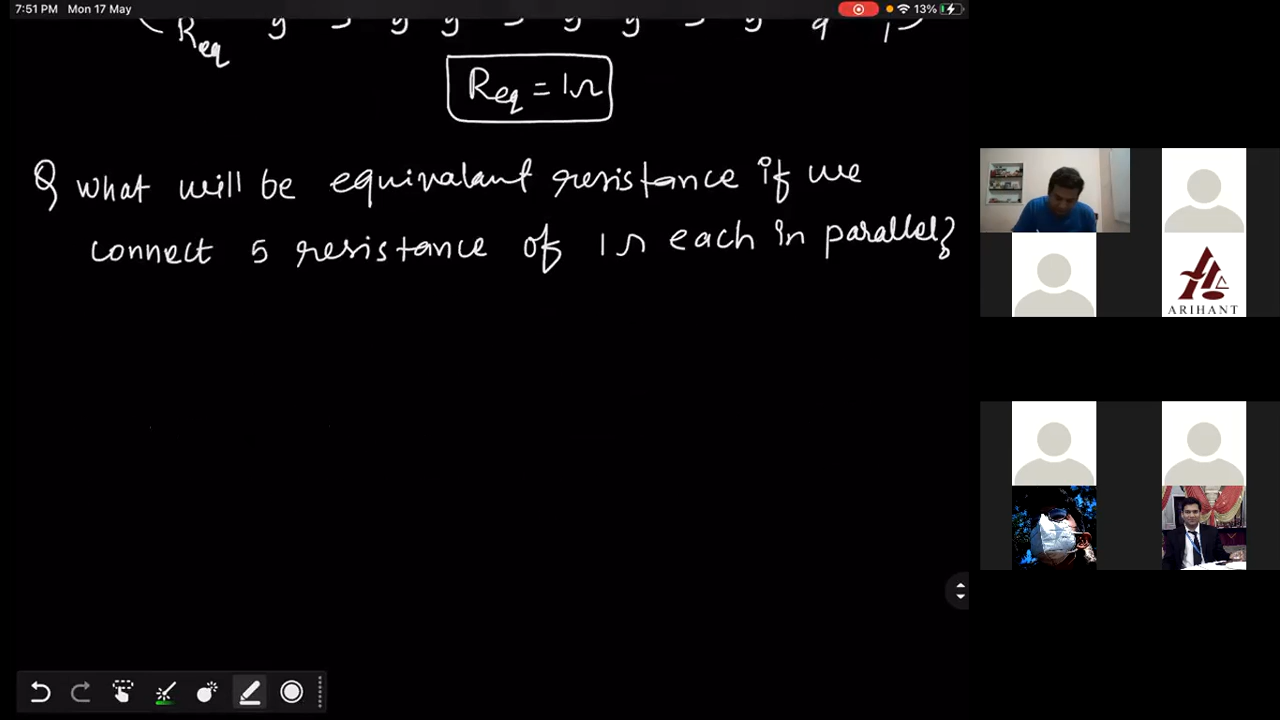 7:51 PM Mon 17 May
13%
Req
Req = 1Ω
Q what will be equivalant resistance if we
connect 5 resistance of 1Ω each in parallel?
ARIHANT